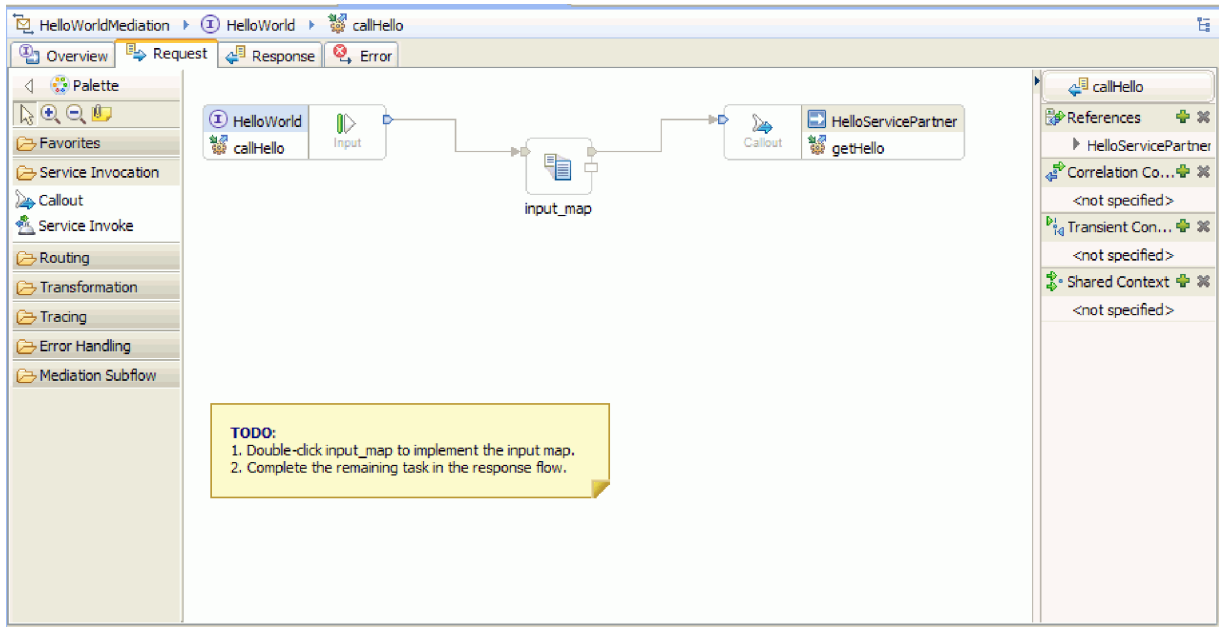 HelloWorldMediation HelloWorld callHello
Overview Request Response Error
Palette
Favorites
Service Invocation
Callout
Service Invoke
Routing
Transformation
Tracing
Error Handling
Mediation Subflow
HelloWorld
callHello
Input
input_map
Callout
HelloServicePartner
getHello
TODO:
1. Double-click input_map to implement the input map.
2. Complete the remaining task in the response flow.
callHello
References
HelloServicePartner
Correlation Co...
<not specified>
Transient Con...
<not specified>
Shared Context
<not specified>